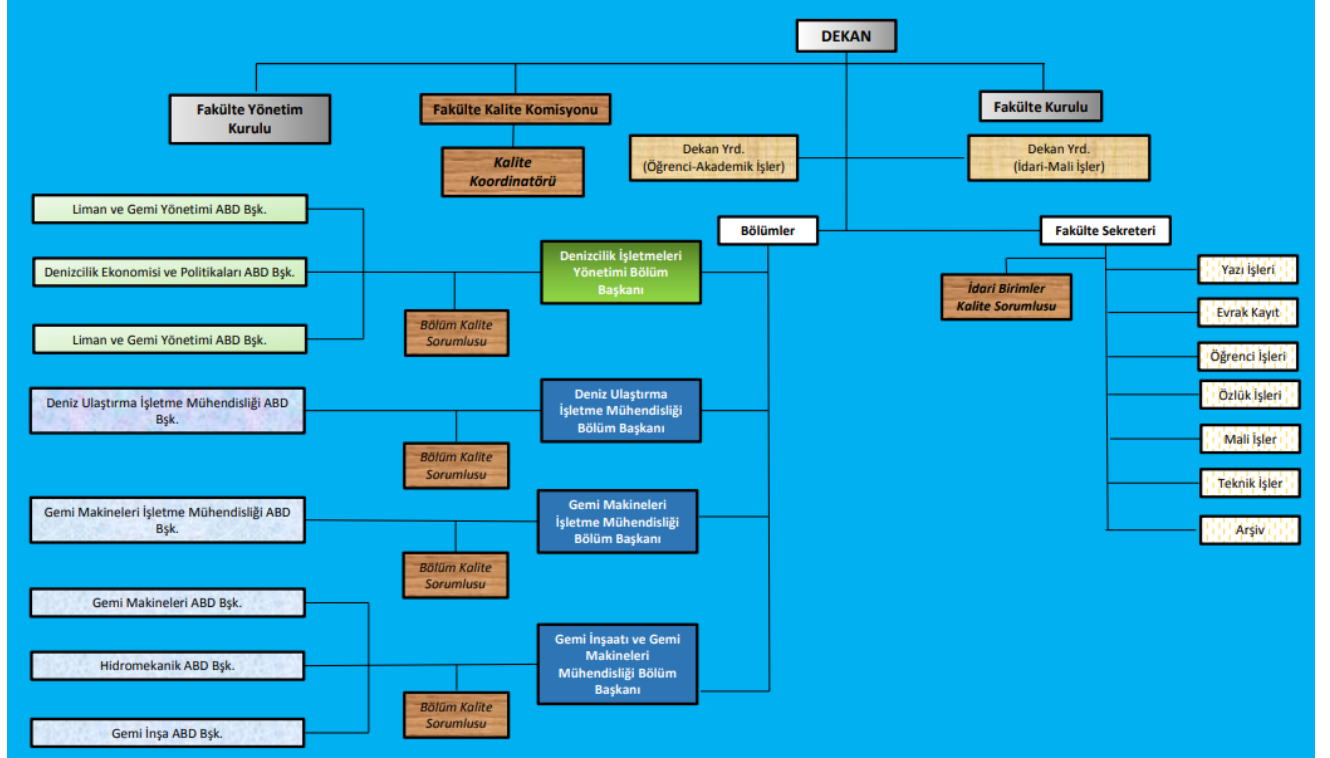 DEKAN
Fakülte Yönetim
Kurulu
Fakülte Kalite Komisyonu
Fakülte Kurulu
Kalite
Koordinatörü
Dekan Yrd.
(Öğrenci-Akademik İşler)
Dekan Yrd.
(İdari-Mali İşler)
Bölümler
Fakülte Sekreteri
Liman ve Gemi Yönetimi ABD Bşk.
Denizcilik Ekonomisi ve Politikaları ABD Bşk.
Liman ve Gemi Yönetimi ABD Bşk.
Denizcilik İşletmeleri
Yönetimi Bölüm
Başkanı
Bölüm Kalite
Sorumlusu
İdari Birimler
Kalite Sorumlusu
Yazı İşleri
Evrak Kayıt
Öğrenci İşleri
Özlük İşleri
Mali İşler
Teknik İşler
Arşiv
Deniz Ulaştırma İşletme Mühendisliği ABD
Bşk.
Deniz Ulaştırma
İşletme Mühendisliği
Bölüm Başkanı
Bölüm Kalite
Sorumlusu
Gemi Makineleri İşletme Mühendisliği ABD
Bşk.
Gemi Makineleri
İşletme Mühendisliği
Bölüm Başkanı
Bölüm Kalite
Sorumlusu
Gemi Makineleri ABD Bşk.
Hidromekanik ABD Bşk.
Gemi İnşa ABD Bşk.
Gemi İnşaatı ve Gemi
Makineleri
Mühendisliği Bölüm
Başkanı
Bölüm Kalite
Sorumlusu